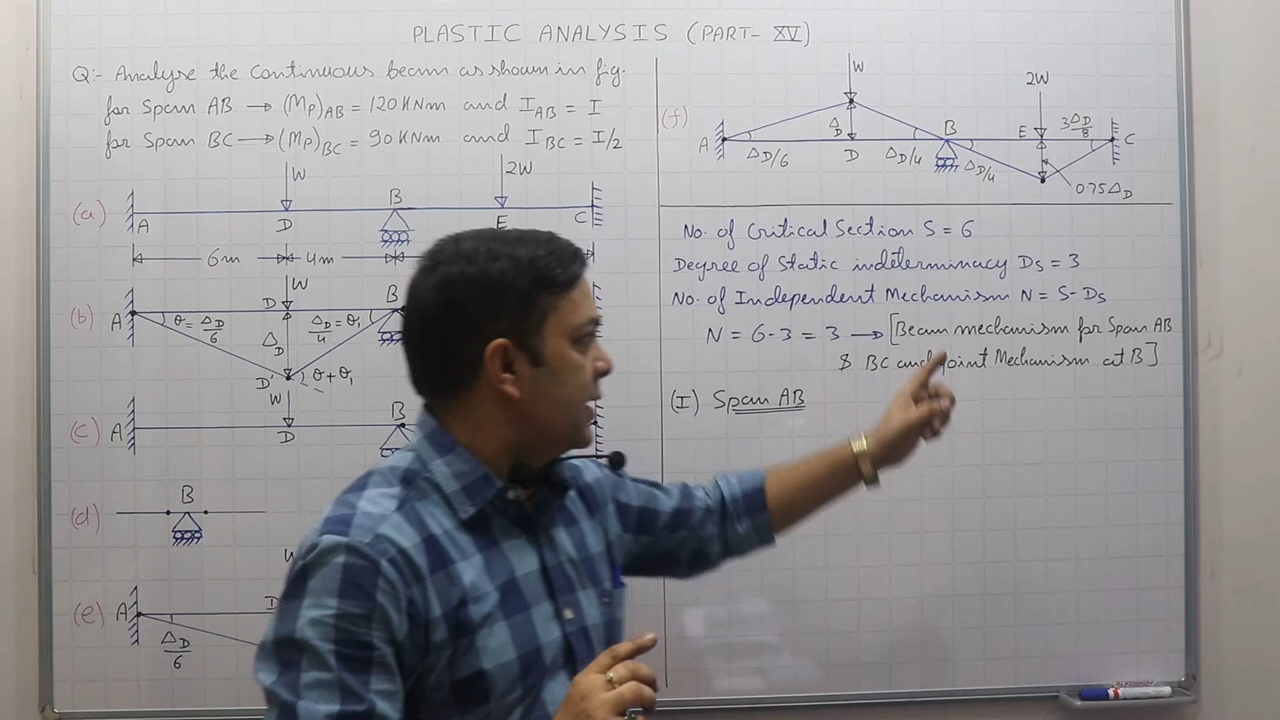 PLASTIC ANALYSIS (PART- XV)
Q:- Analyse the continuous beam as shown in fig.
for Span AB → (Mp)AB = 120 KNm and IAB = I
for Span BC → (Mp)BC = 90 KNm and IBC = I/2
(a)
W
2W
A
D
B
E
C
6m
4m
(b)
W
A
D
B
θ = ΔD/6
ΔD
ΔD/4 = θ1
D'
θ+θ1
(c)
W
A
D
B
(d)
B
(e)
W
A
D
ΔD/6
(f)
W
2W
A
ΔD
D
B
E
C
ΔD/6
ΔD/4
ΔD/4
3ΔD/8
0.75ΔD
No. of Critical Section S = 6
Degree of Static indeterminacy Ds = 3
No. of Independent Mechanism N = S - Ds
N = 6-3 = 3 → [Beam mechanism for Span AB
& BC and joint Mechanism at B]
(I) Span AB